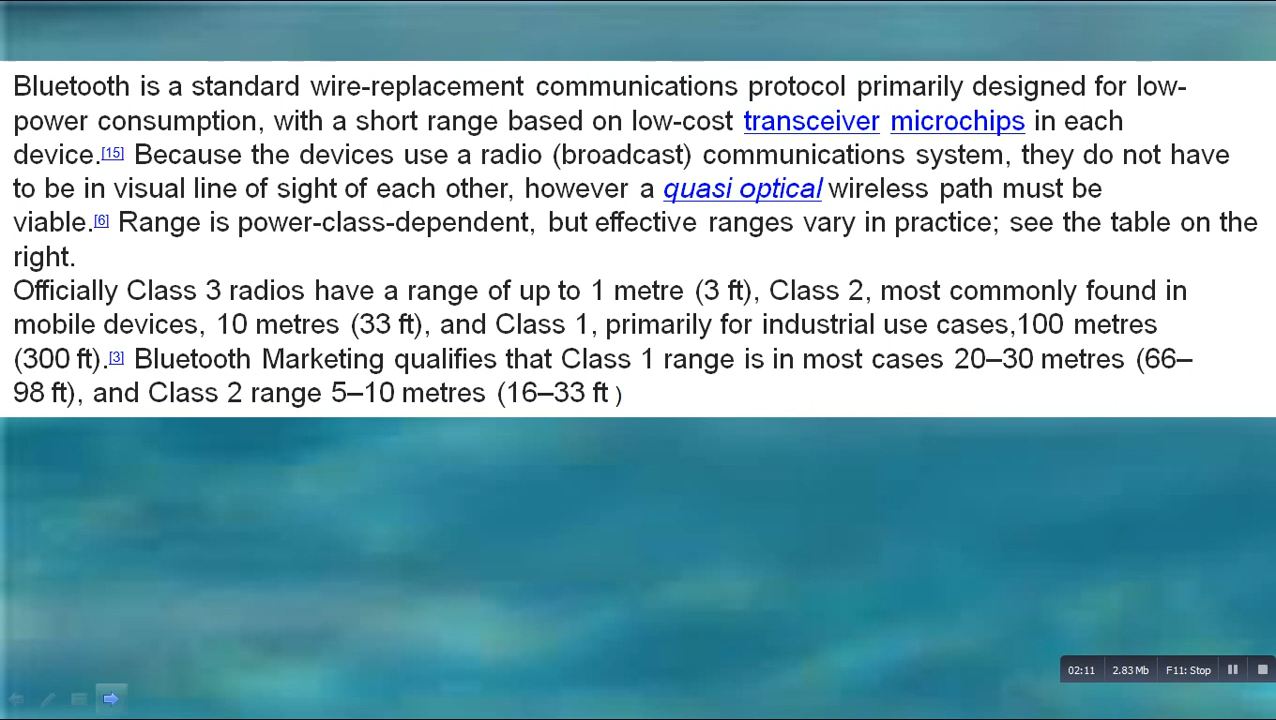 Bluetooth is a standard wire-replacement communications protocol primarily designed for low-
power consumption, with a short range based on low-cost transceiver microchips in each
device.[15] Because the devices use a radio (broadcast) communications system, they do not have
to be in visual line of sight of each other, however a quasi optical wireless path must be
viable.[6] Range is power-class-dependent, but effective ranges vary in practice; see the table on the
right.
Officially Class 3 radios have a range of up to 1 metre (3 ft), Class 2, most commonly found in
mobile devices, 10 metres (33 ft), and Class 1, primarily for industrial use cases,100 metres
(300 ft).[3] Bluetooth Marketing qualifies that Class 1 range is in most cases 20–30 metres (66–
98 ft), and Class 2 range 5–10 metres (16–33 ft )
02:11 2.83 Mb F11: Stop